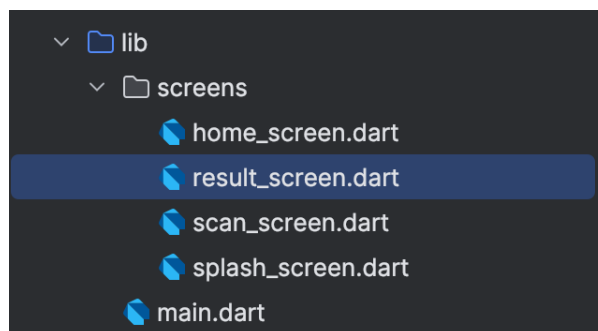 lib
screens
home_screen.dart
result_screen.dart
scan_screen.dart
splash_screen.dart
main.dart